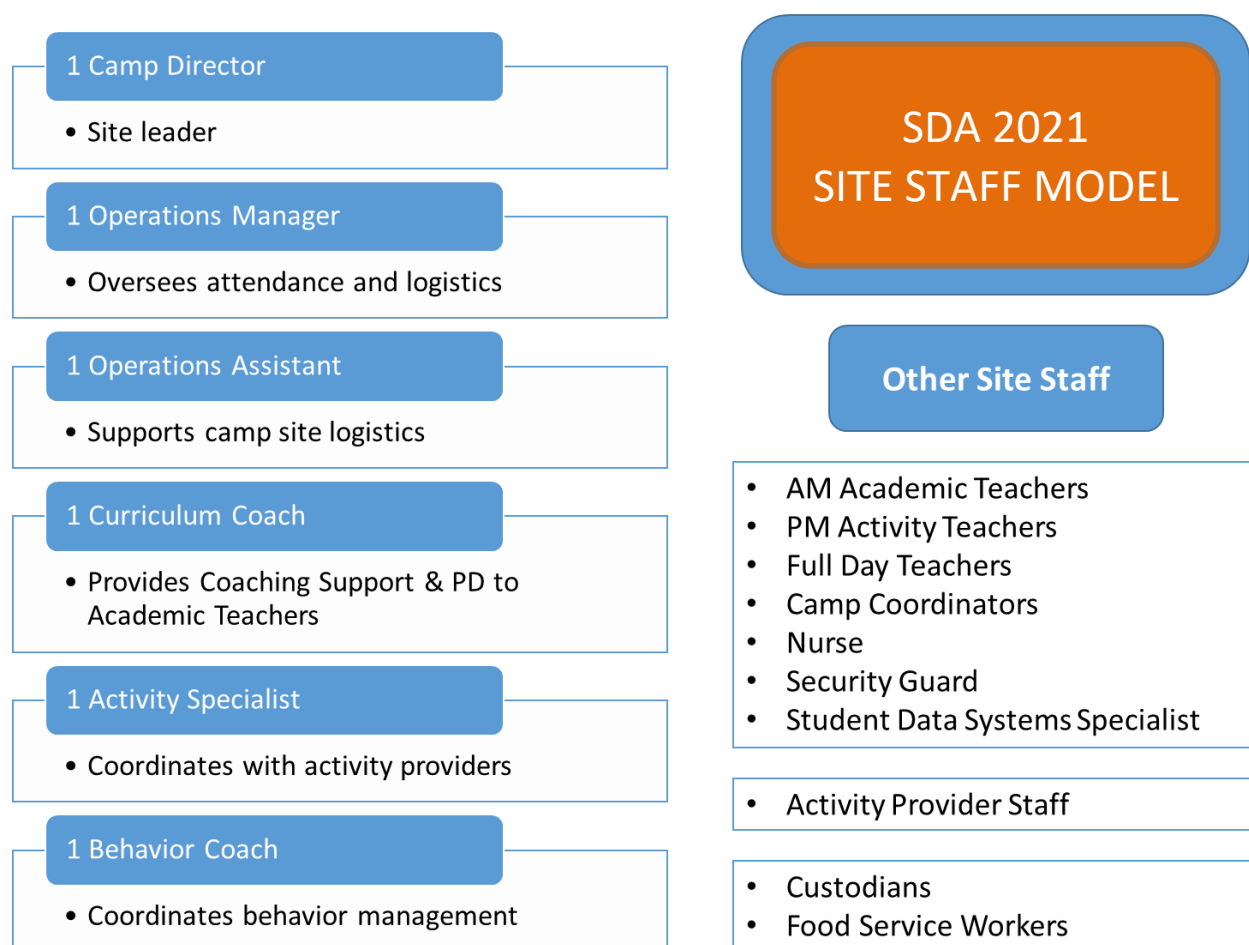 1 Camp Director
• Site leader
1 Operations Manager
• Oversees attendance and logistics
1 Operations Assistant
• Supports camp site logistics
1 Curriculum Coach
• Provides Coaching Support & PD to
Academic Teachers
1 Activity Specialist
• Coordinates with activity providers
1 Behavior Coach
• Coordinates behavior management
SDA 2021
SITE STAFF MODEL
Other Site Staff
• AM Academic Teachers
• PM Activity Teachers
• Full Day Teachers
• Camp Coordinators
• Nurse
• Security Guard
• Student Data Systems Specialist
• Activity Provider Staff
• Custodians
• Food Service Workers